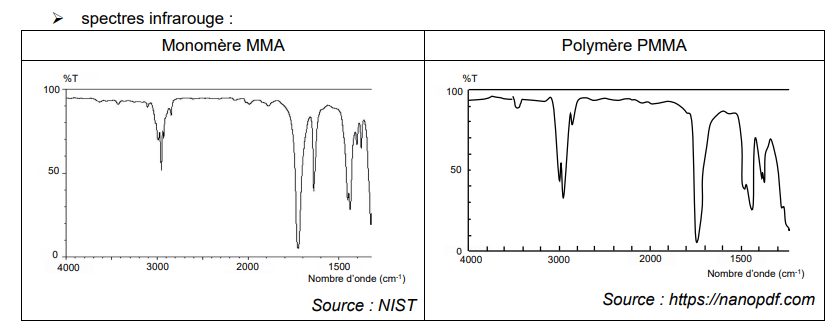 ➤ spectres infrarouge :
Monomère MMA
Polymère PMMA
%T
100
50
0
4000 3000 2000 1500
Nombre d'onde (cm-1)
Source : NIST
%T
100
50
0
4000 3000 2000 1500
Nombre d'onde (cm-1)
Source : https://nanopdf.com/